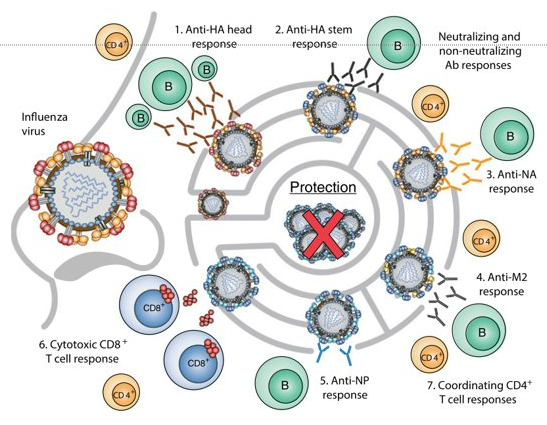 1. Anti-HA head
response
2. Anti-HA stem
response
Neutralizing and
non-neutralizing
Ab responses
CD4⁺
B
B
B
B
CD4⁺
B
Influenza
virus
3. Anti-NA
response
Protection
CD4⁺
4. Anti-M2
response
CD8⁺
B
6. Cytotoxic CD8⁺
T cell response
CD8⁺
CD4⁺
B
5. Anti-NP
response
7. Coordinating CD4⁺
T cell responses
CD4⁺